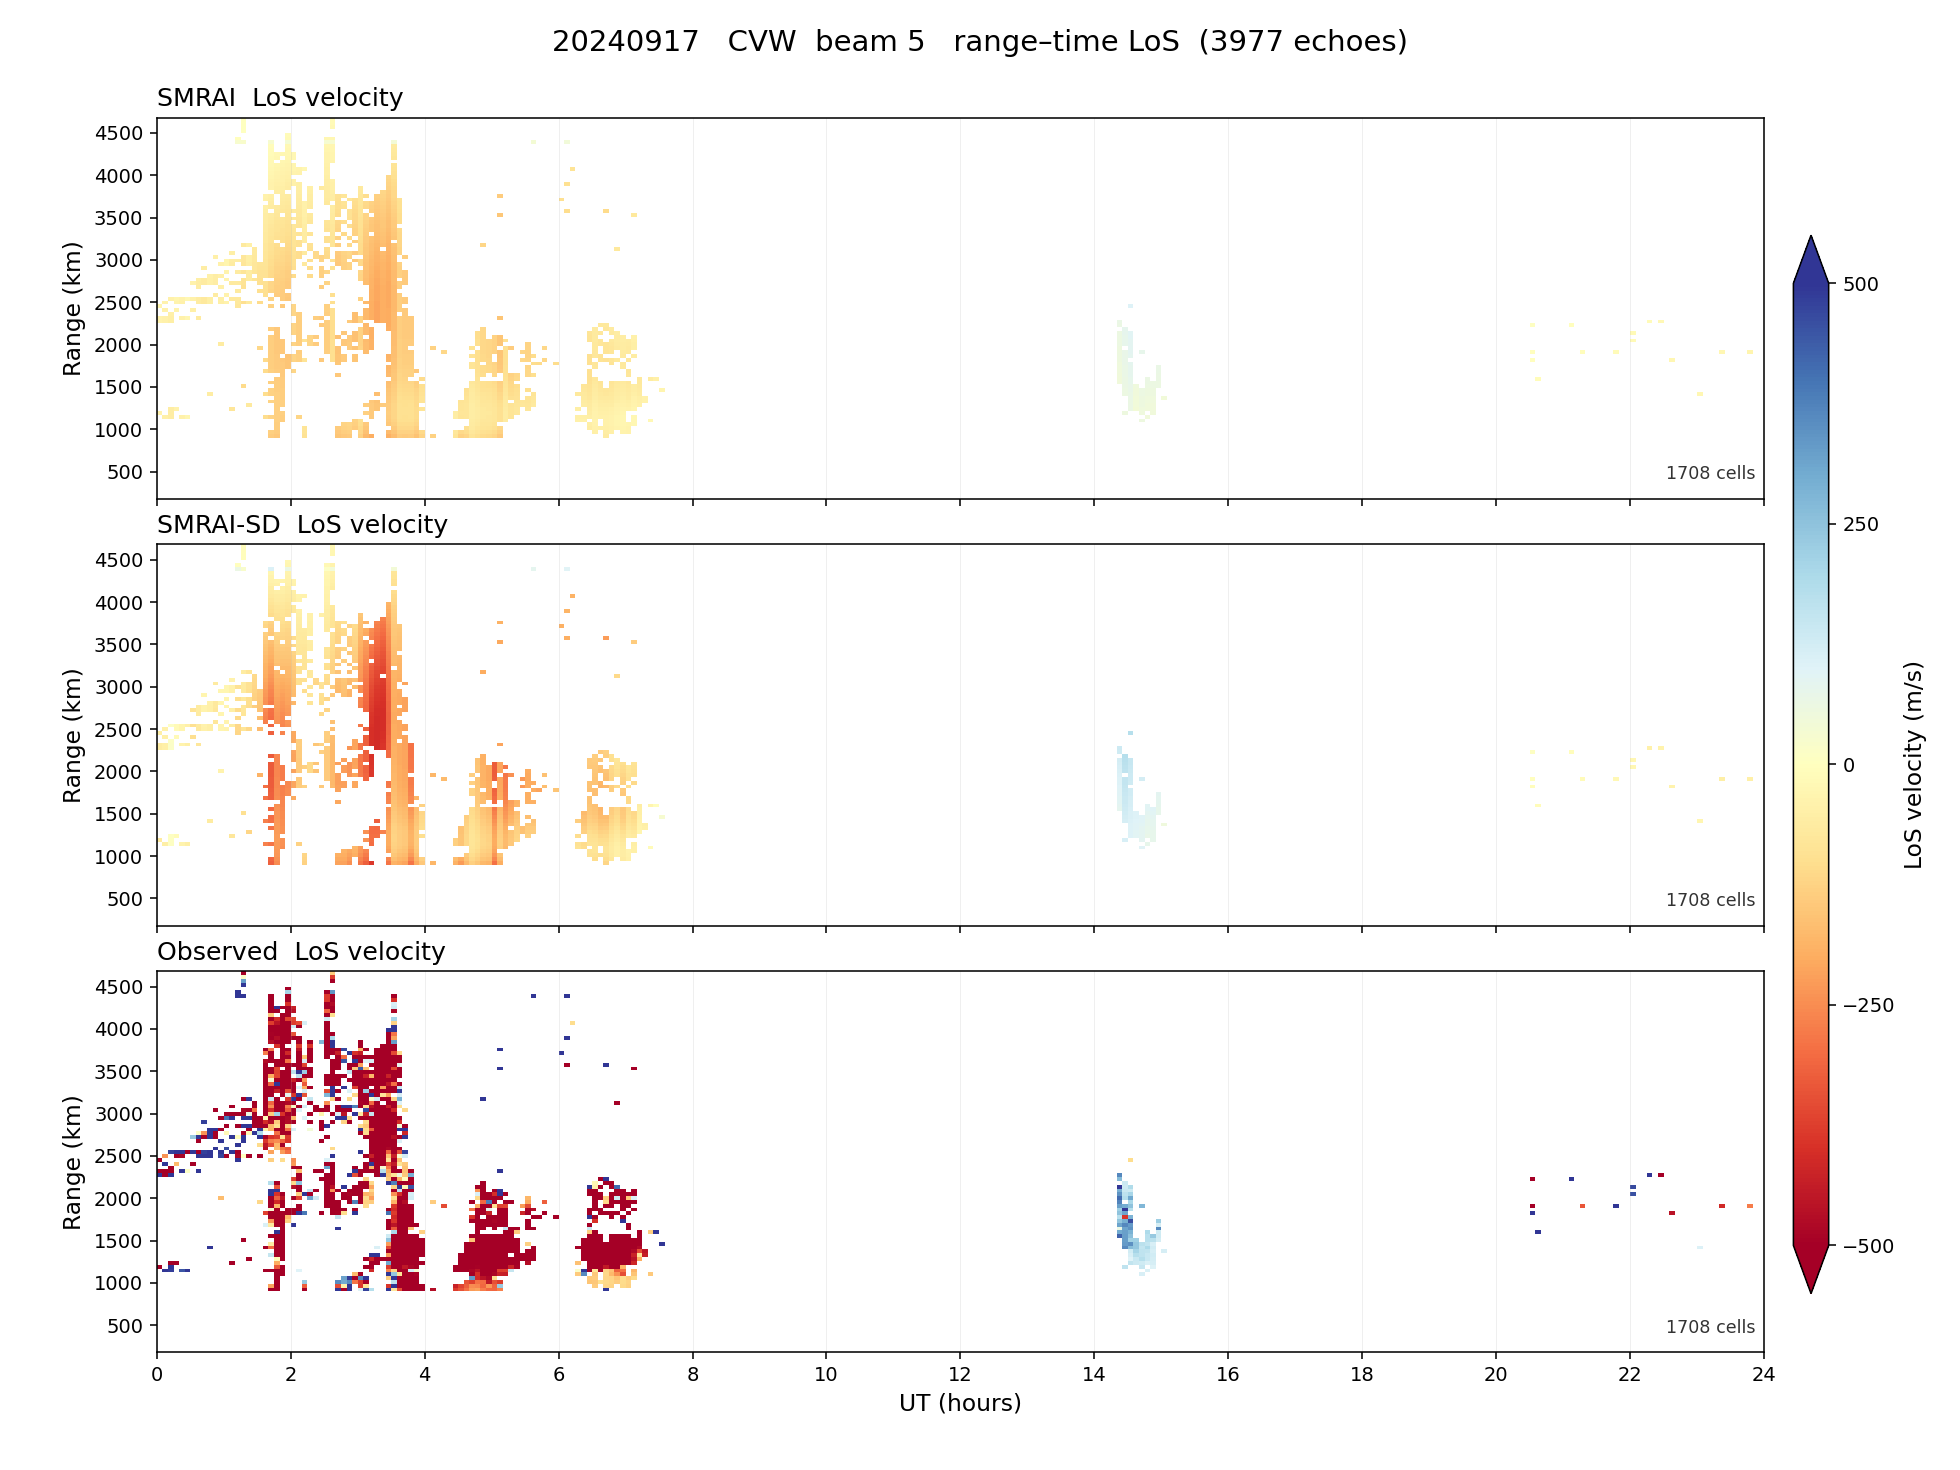 20240917   CVW  beam 5   range–time LoS  (3977 echoes)
SMRAI  LoS velocity
Range (km)
4500
4000
3500
3000
2500
2000
1500
1000
500
1708 cells
SMRAI-SD  LoS velocity
Range (km)
4500
4000
3500
3000
2500
2000
1500
1000
500
1708 cells
Observed  LoS velocity
Range (km)
4500
4000
3500
3000
2500
2000
1500
1000
500
1708 cells
0 2 4 6 8 10 12 14 16 18 20 22 24
UT (hours)
500
250
0
−250
−500
LoS velocity (m/s)